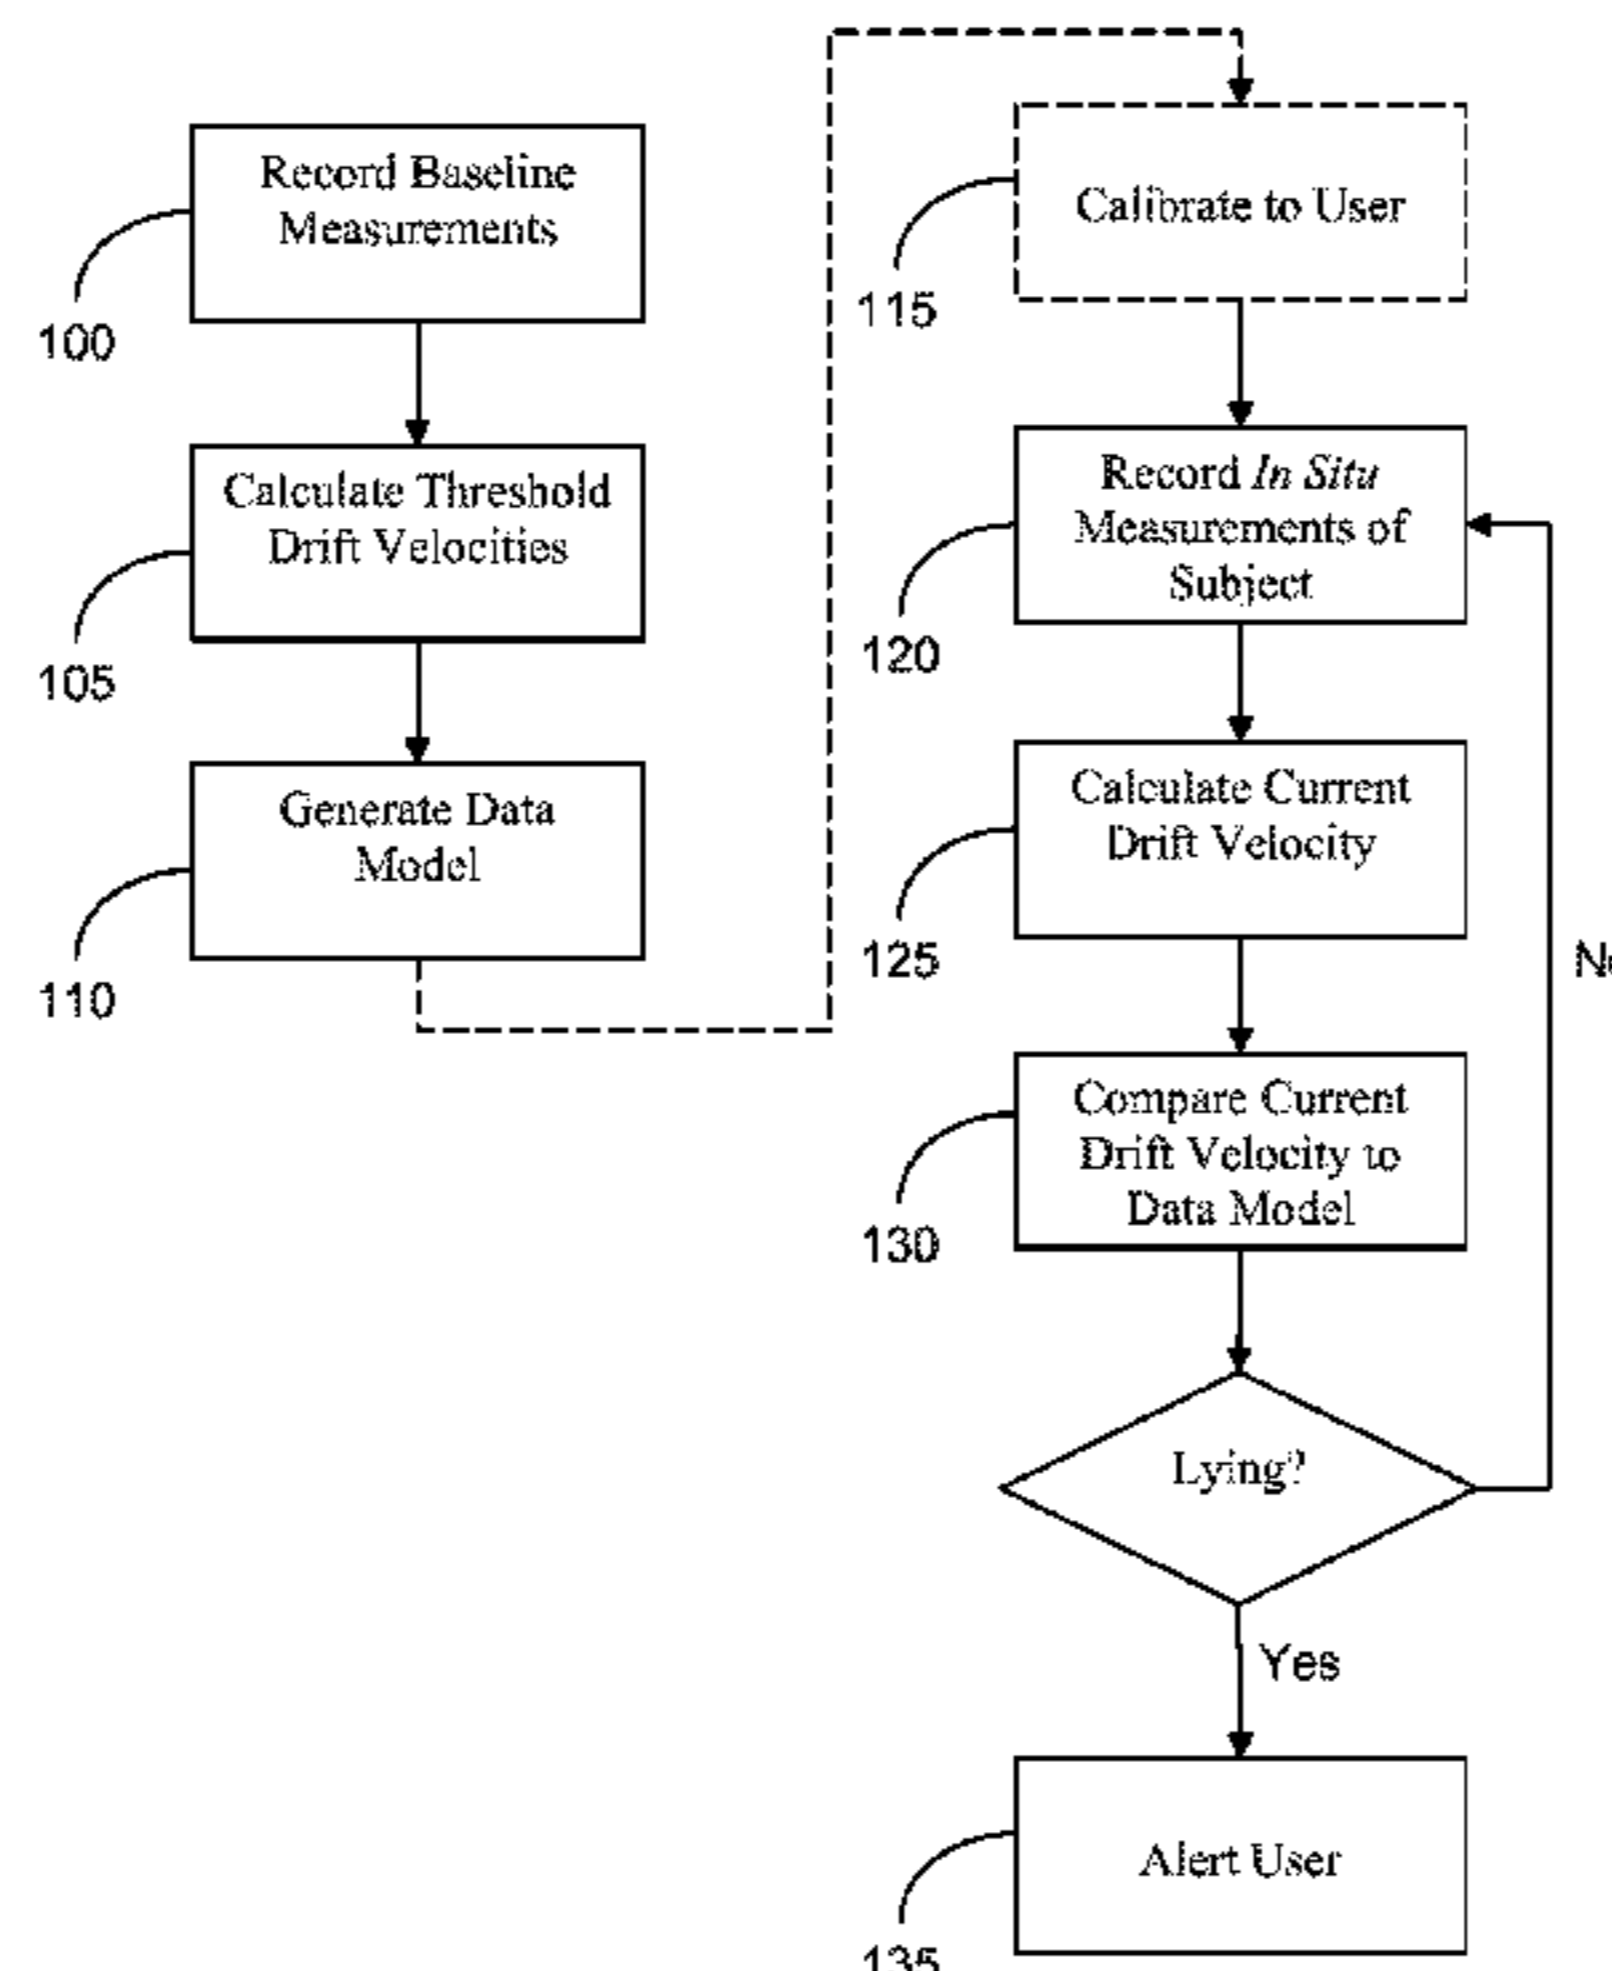 Record Baseline
Measurements
100
Calculate Threshold
Drift Velocities
105
Generate Data
Model
110
Calibrate to User
115
Record In Situ
Measurements of
Subject
120
Calculate Current
Drift Velocity
125
Compare Current
Drift Velocity to
Data Model
130
Lying?
Yes
Alert User
135